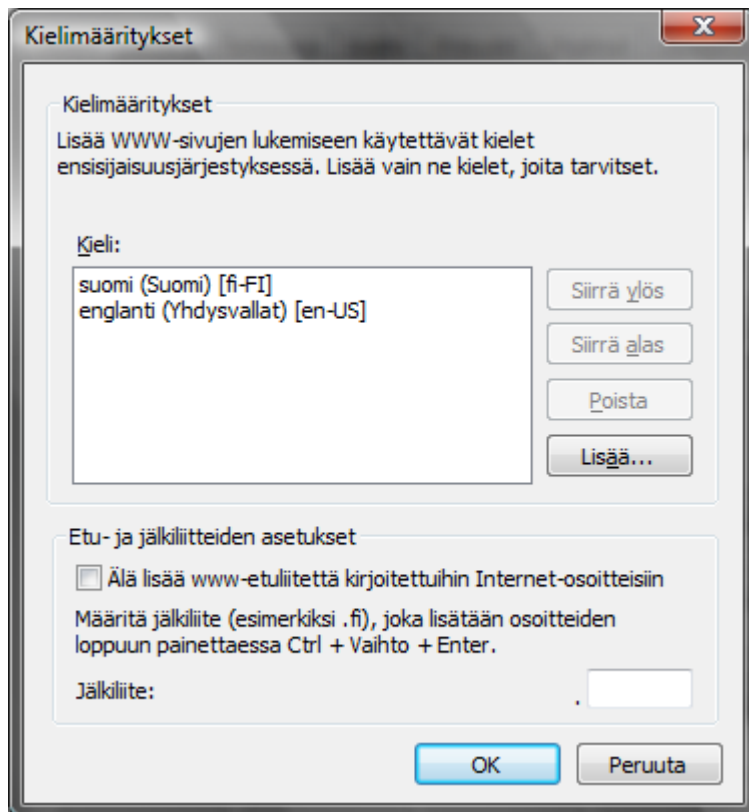 Kielimääritykset
Kielimääritykset
Lisää WWW-sivujen lukemiseen käytettävät kielet
ensisijaisuusjärjestyksessä. Lisää vain ne kielet, joita tarvitset.
Kieli:
suomi (Suomi) [fi-FI]
englanti (Yhdysvallat) [en-US]
Siirrä ylös
Siirrä alas
Poista
Lisää...
Etu- ja jälkiliitteiden asetukset
Älä lisää www-etuliitettä kirjoitettuihin Internet-osoitteisiin
Määritä jälkiliite (esimerkiksi .fi), joka lisätään osoitteiden
loppuun painettaessa Ctrl + Vaihto + Enter.
Jälkiliite: .
OK Peruuta